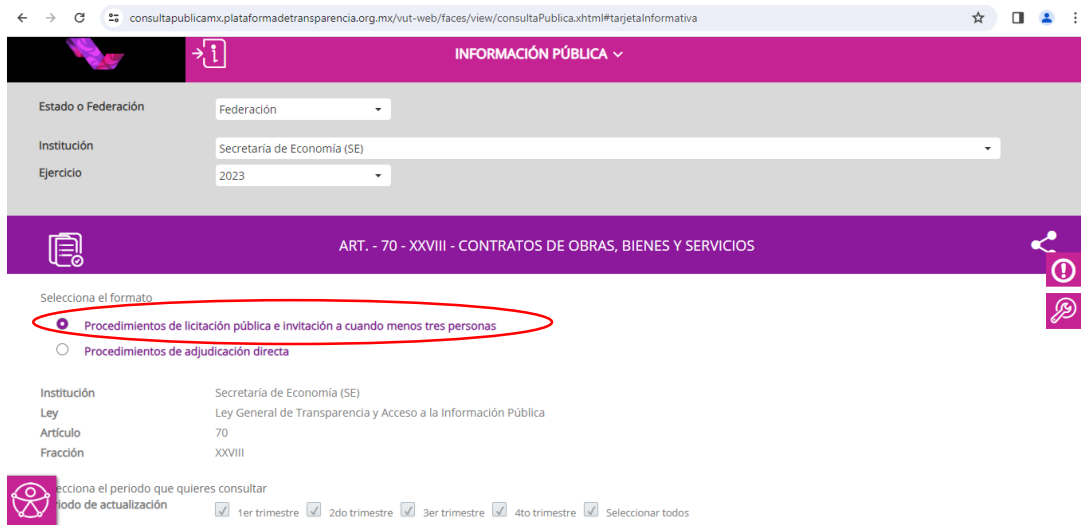 consultapublicamx.plataformadetransparencia.org.mx/vut-web/faces/view/consultaPublica.xhtml#tarjetaInformativa
INFORMACIÓN PÚBLICA
Estado o Federación Federación
Institución Secretaría de Economía (SE)
Ejercicio 2023
ART. - 70 - XXVIII - CONTRATOS DE OBRAS, BIENES Y SERVICIOS
Selecciona el formato
Procedimientos de licitación pública e invitación a cuando menos tres personas
Procedimientos de adjudicación directa
Institución Secretaría de Economía (SE)
Ley Ley General de Transparencia y Acceso a la Información Pública
Artículo 70
Fracción XXVIII
ecciona el periodo que quieres consultar
iodo de actualización 1er trimestre 2do trimestre 3er trimestre 4to trimestre Seleccionar todos